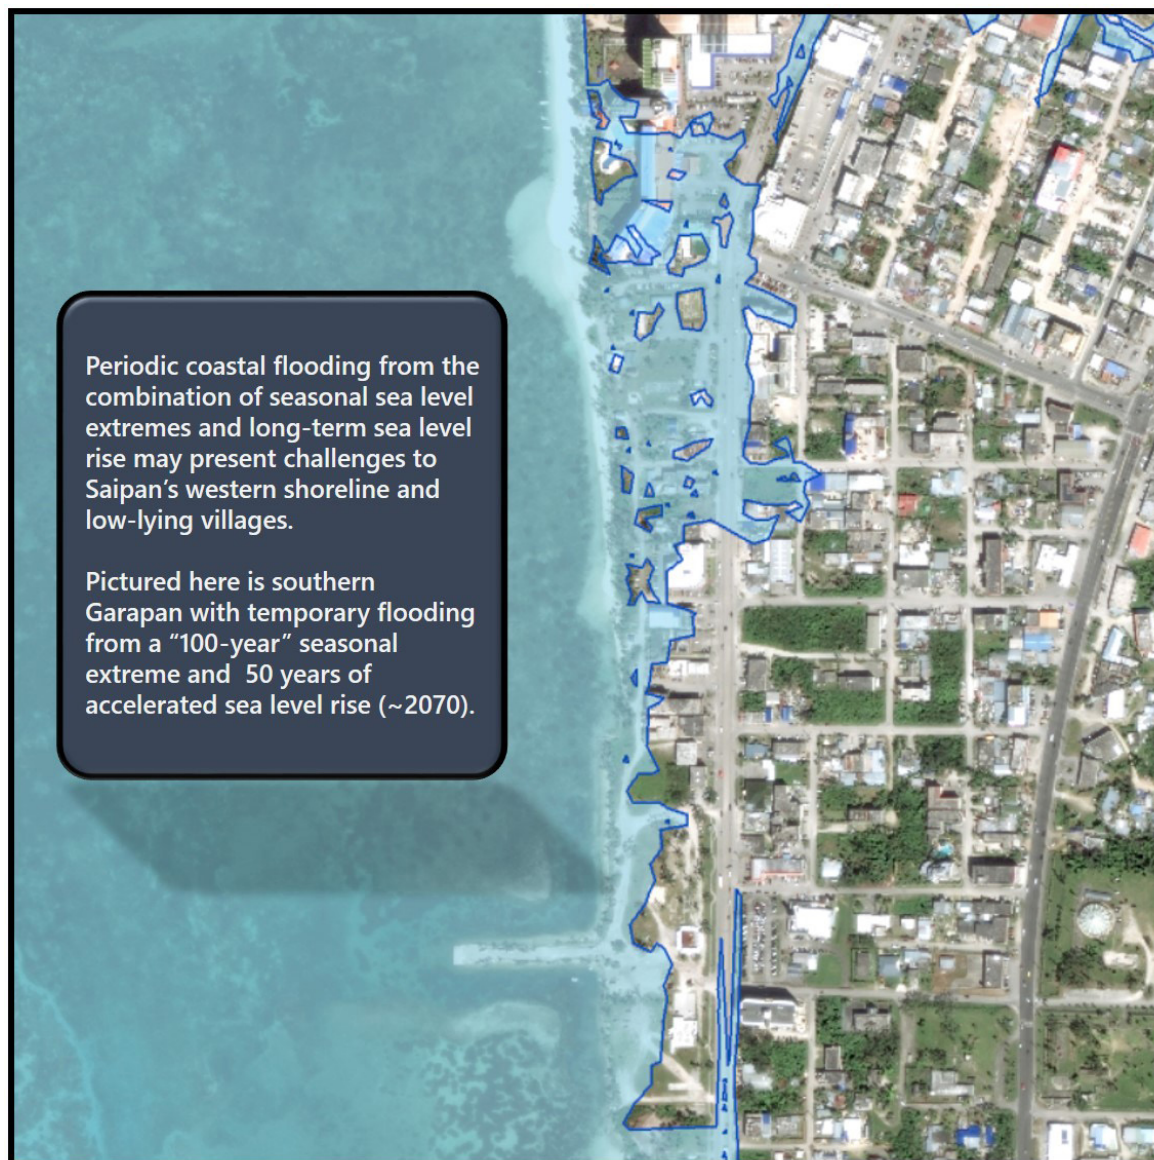 Periodic coastal flooding from the
combination of seasonal sea level
extremes and long-term sea level
rise may present challenges to
Saipan’s western shoreline and
low-lying villages.
Pictured here is southern
Garapan with temporary flooding
from a “100-year” seasonal
extreme and  50 years of
accelerated sea level rise (~2070).